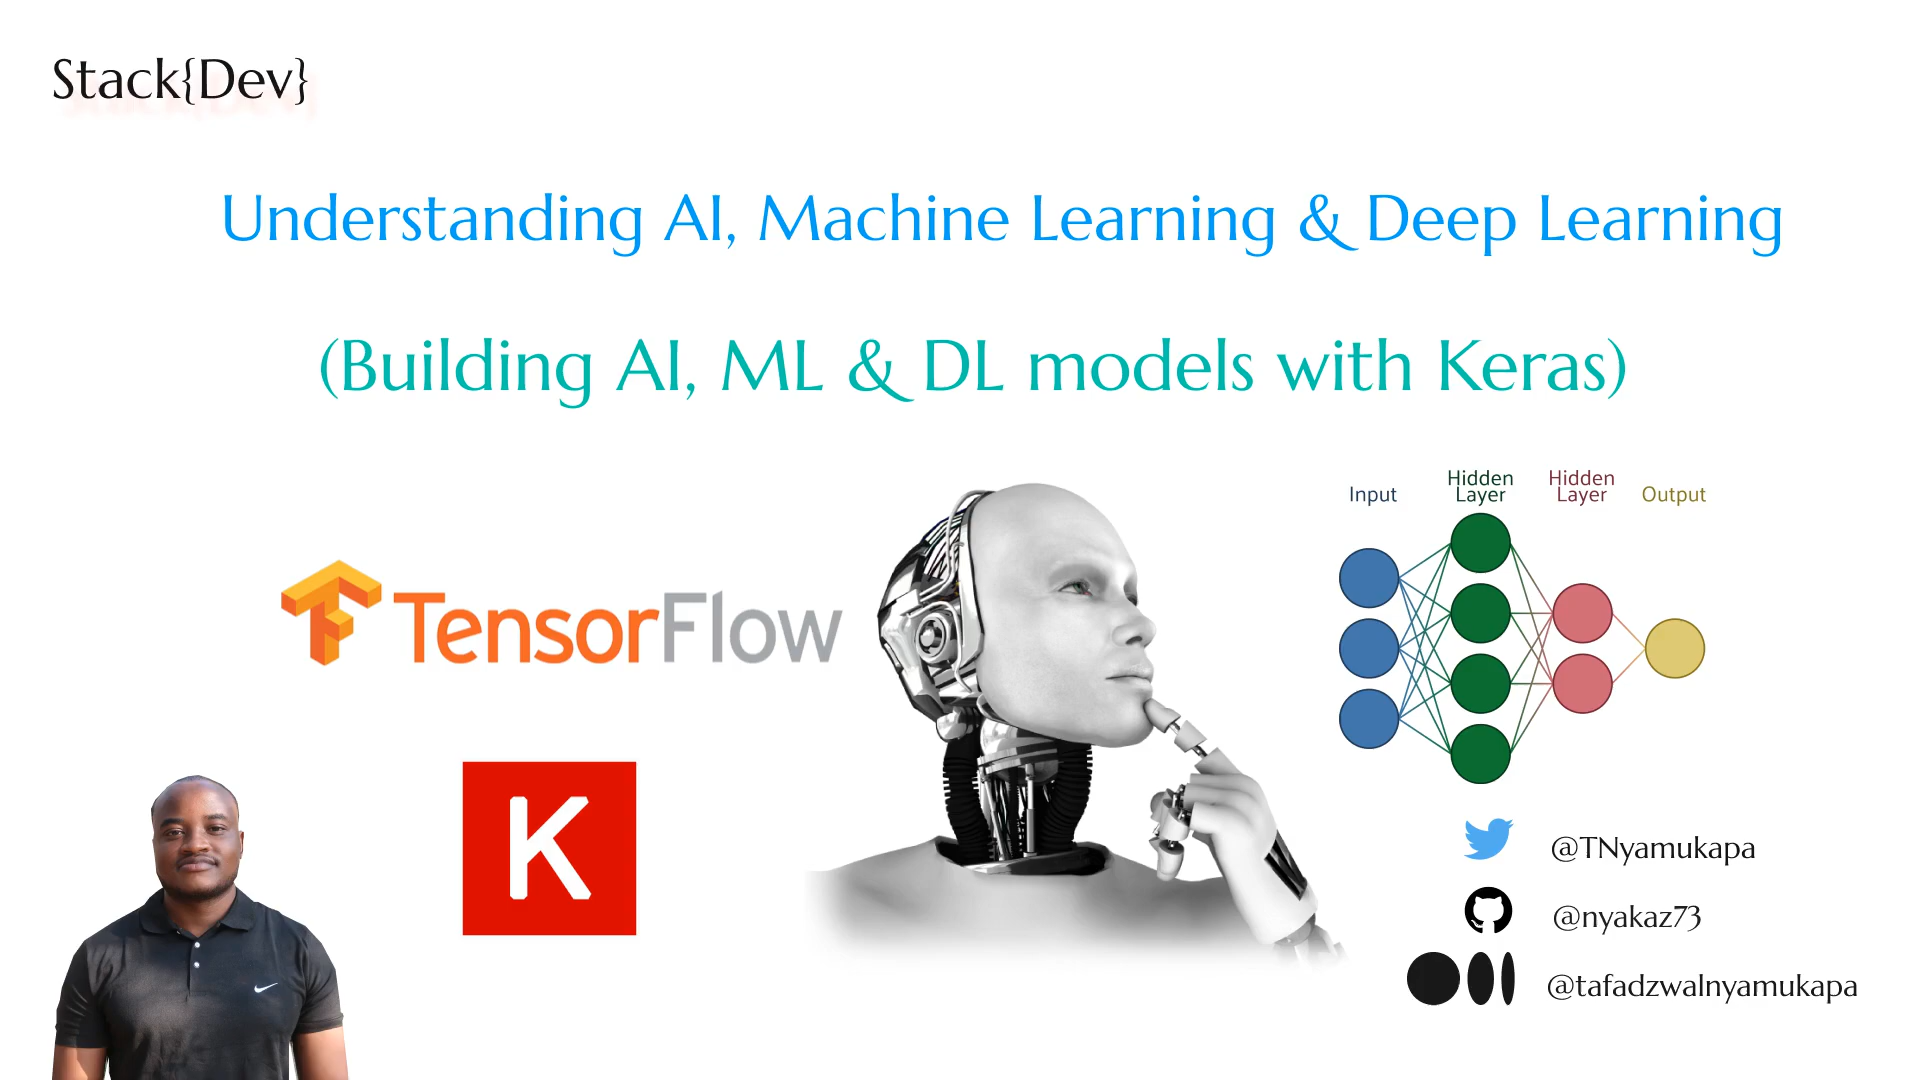 Stack{Dev}
Understanding AI, Machine Learning & Deep Learning
(Building AI, ML & DL models with Keras)
Input
Hidden
Layer
Hidden
Layer
Output
TensorFlow
K
@TNyamukapa
@nyakaz73
@tafadzwalnyamukapa